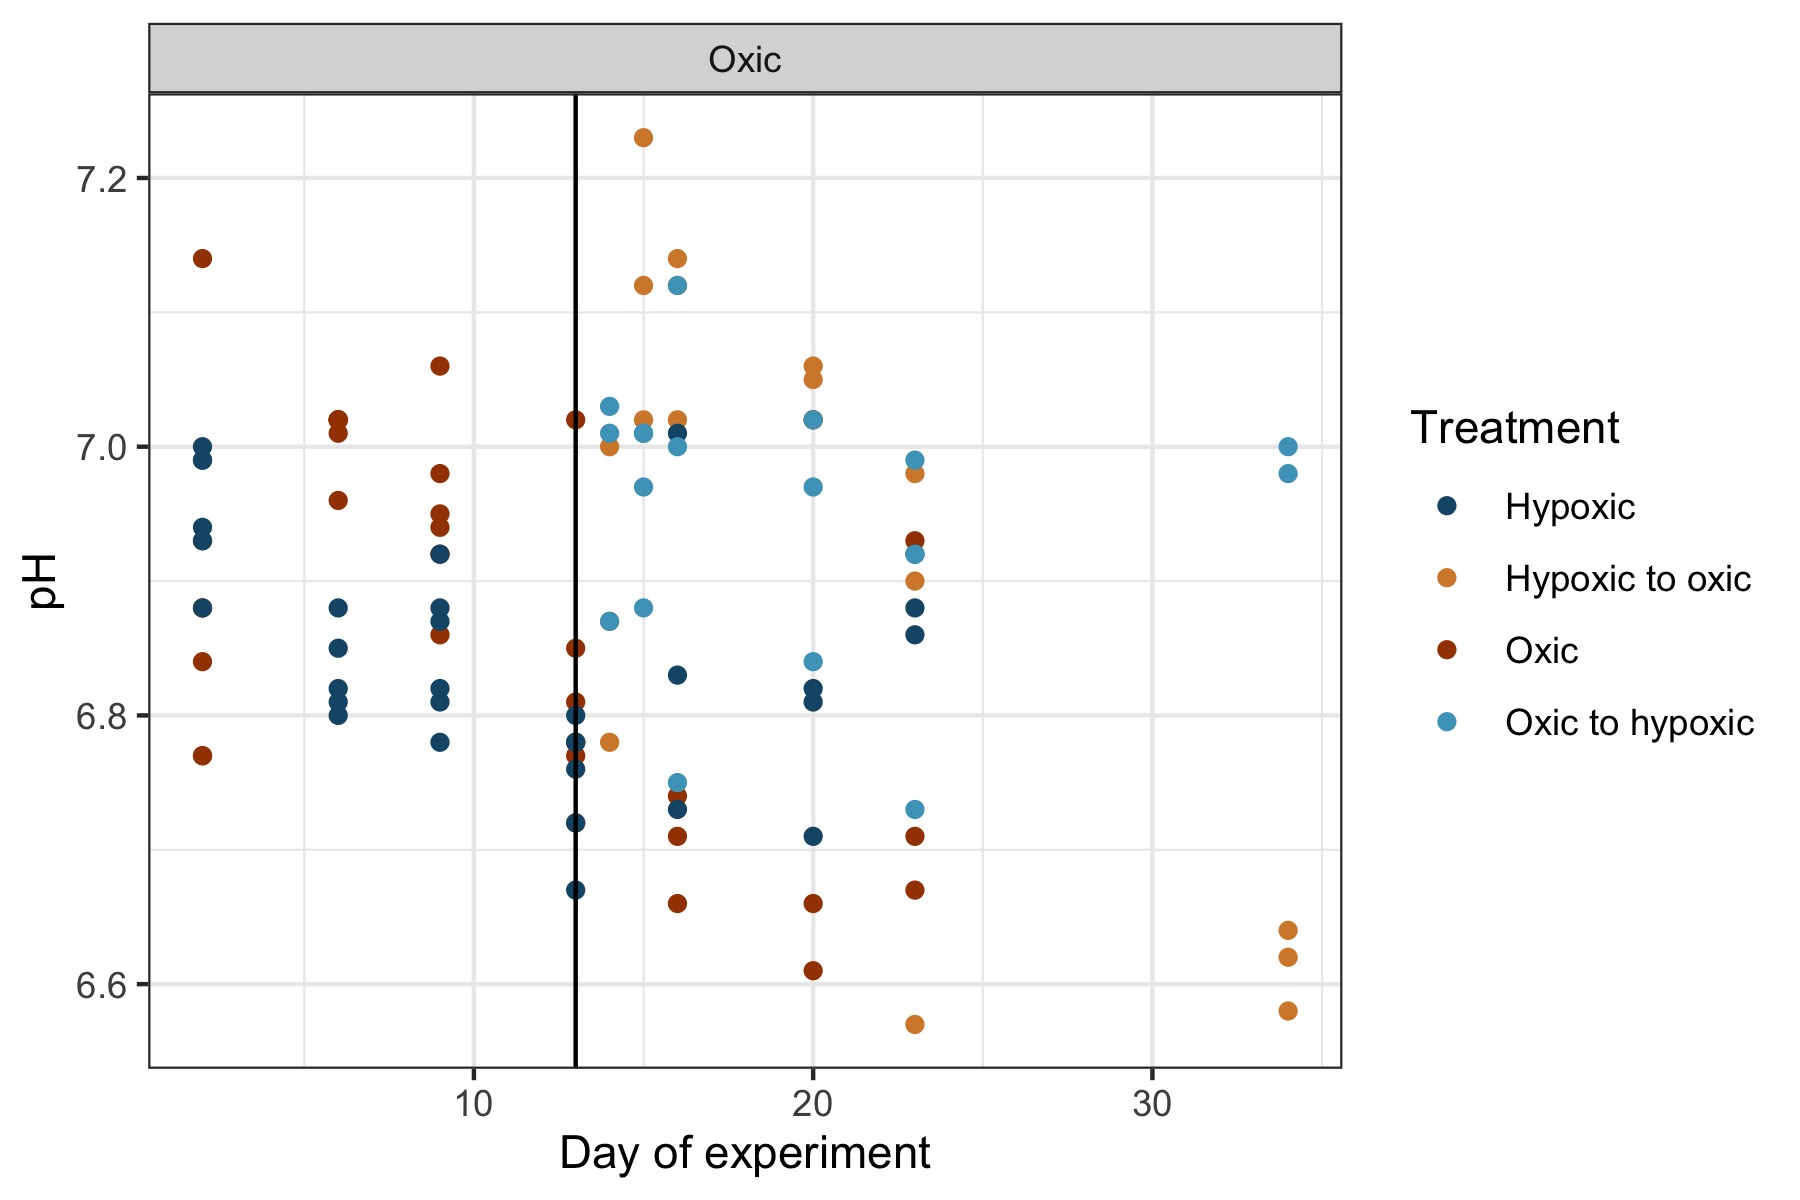 Oxic
7.2
7.0
6.8
6.6
pH
10
20
30
Day of experiment
Treatment
Hypoxic
Hypoxic to oxic
Oxic
Oxic to hypoxic